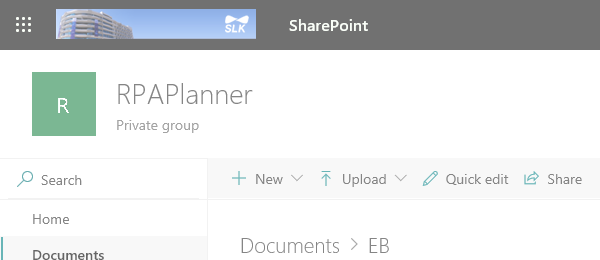 SLK
SharePoint
R
RPAPlanner
Private group
Search
New Upload Quick edit Share
Home
Documents > EB
Documents